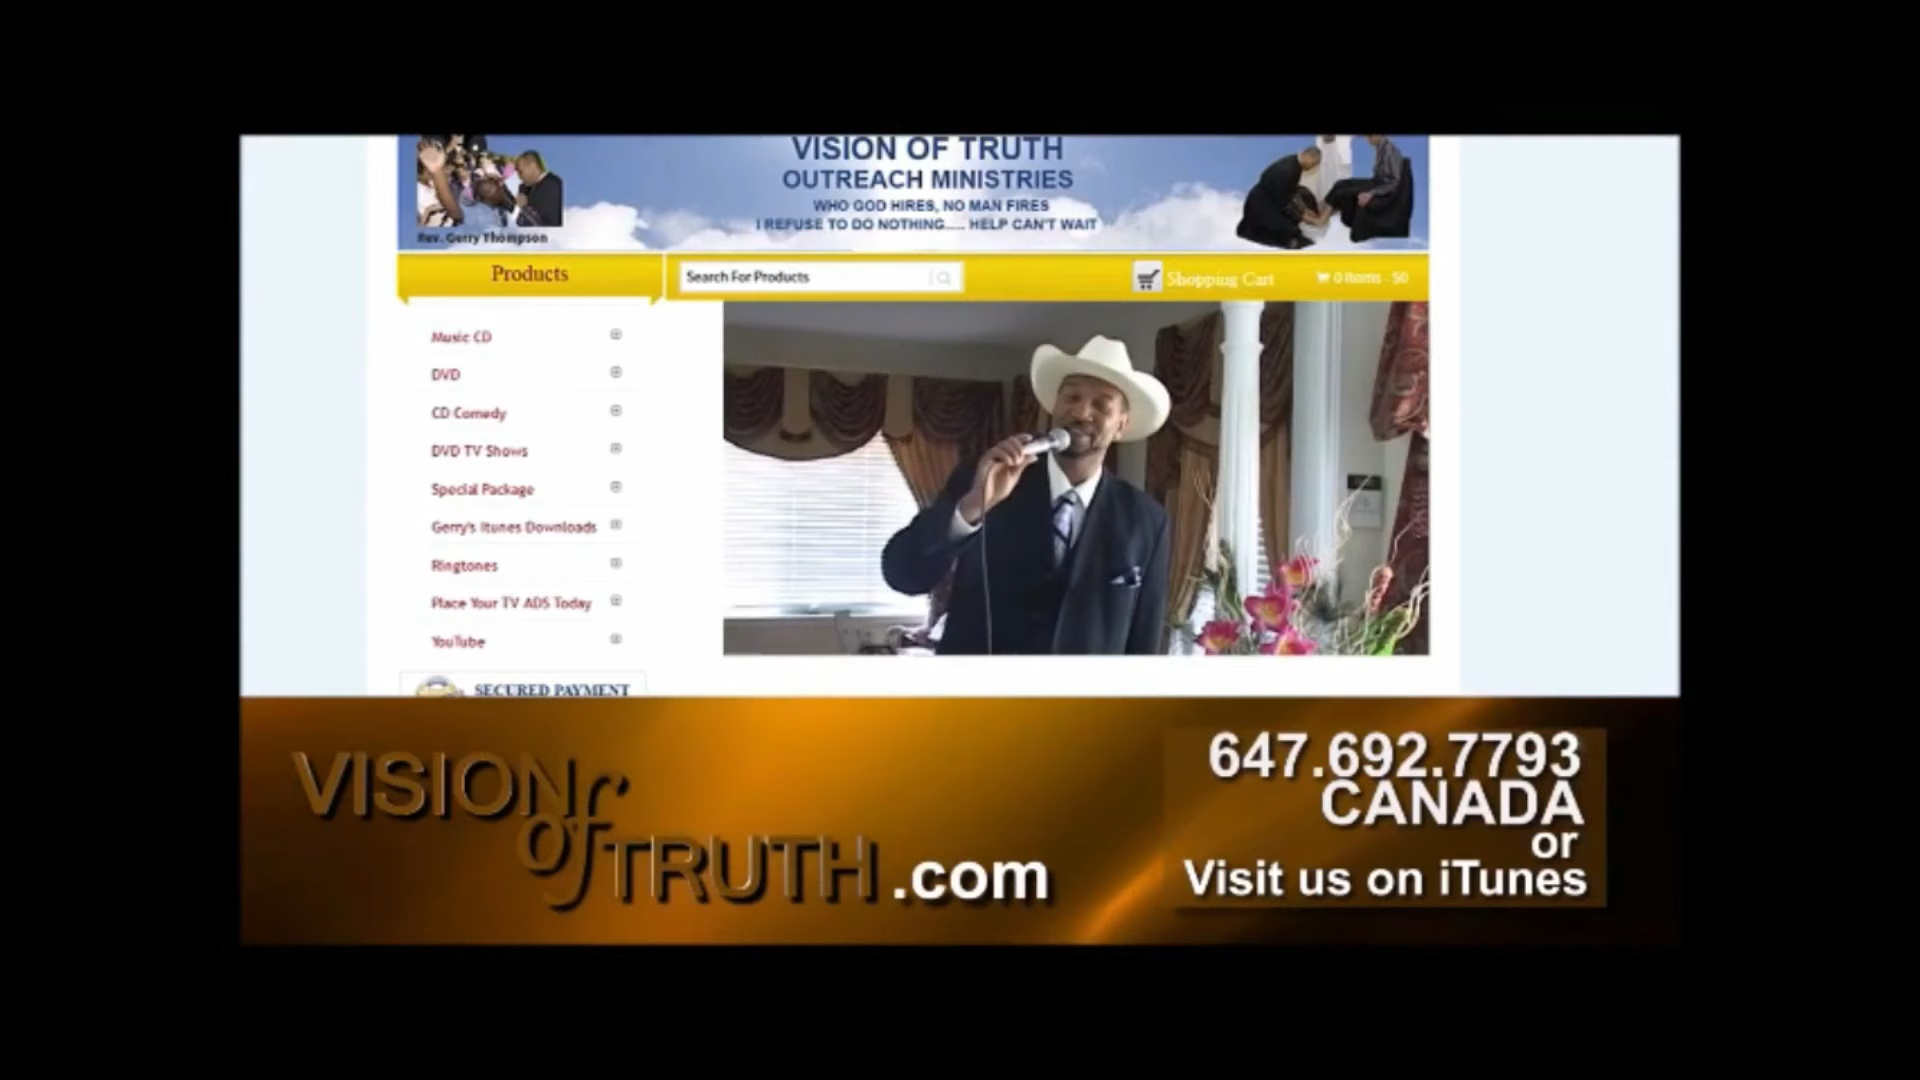 VISION OF TRUTH
OUTREACH MINISTRIES
WHO GOD HIRES, NO MAN FIRES
I REFUSE TO DO NOTHING..... HELP CAN'T WAIT
Rev. Gerry Thompson
Products
Search For Products
Shopping Cart
0 items - $0
Music CD
DVD
CD Comedy
DVD TV Shows
Special Package
Gerry's Itunes Downloads
Ringtones
Place Your TV ADS Today
YouTube
SECURED PAYMENT
VISION
of
TRUTH .com
647.692.7793
CANADA
or
Visit us on iTunes